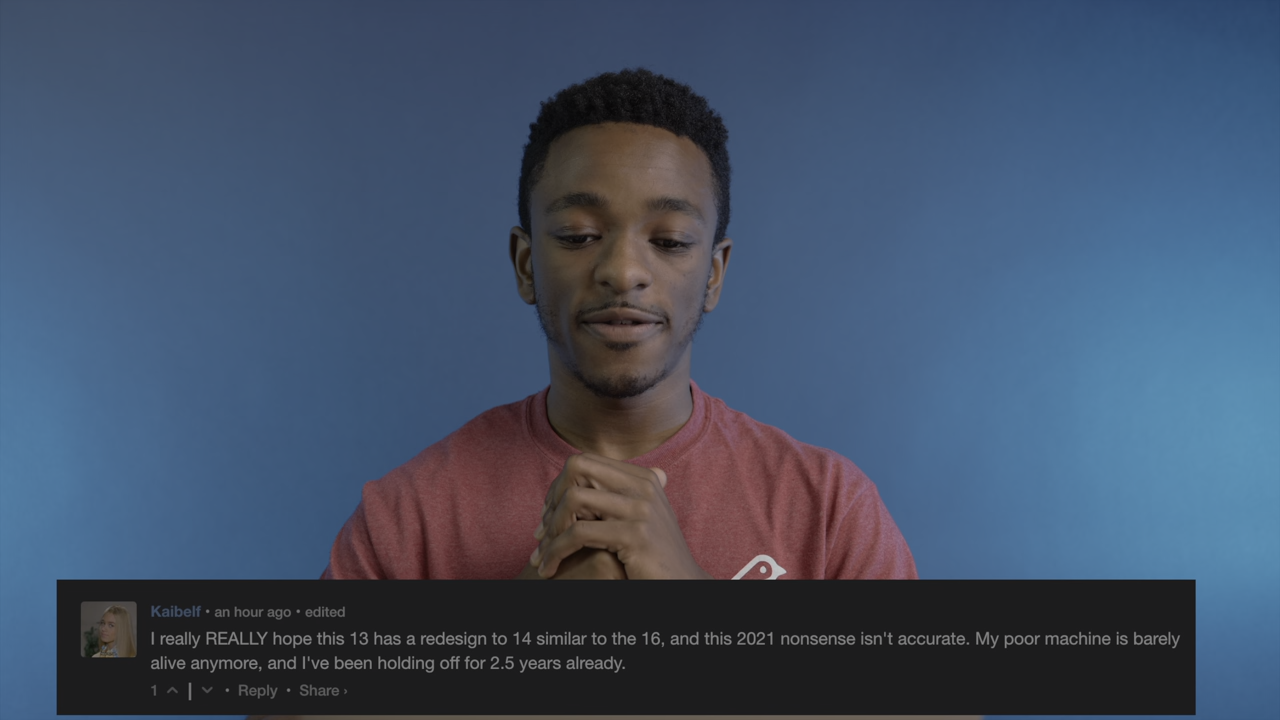 Kaibelf • an hour ago • edited
I really REALLY hope this 13 has a redesign to 14 similar to the 16, and this 2021 nonsense isn't accurate. My poor machine is barely
alive anymore, and I've been holding off for 2.5 years already.
1 | • Reply • Share ›